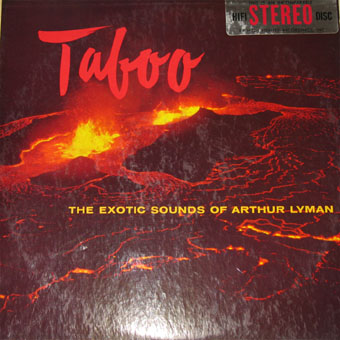 Taboo
HIFI STEREO DISC
THE EXOTIC SOUNDS OF ARTHUR LYMAN